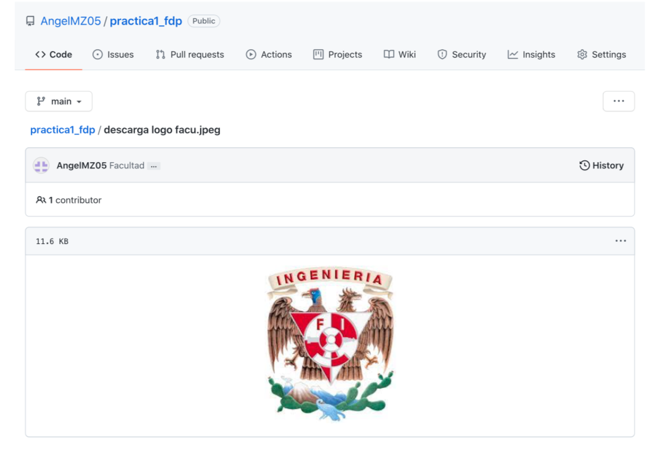 AngelMZ05 / practica1_fdp Public
Code Issues Pull requests Actions Projects Wiki Security Insights Settings
main
practica1_fdp / descarga logo facu.jpeg
AngelMZ05 Facultad ... History
1 contributor
11.6 KB ...
INGENIERIA
F I